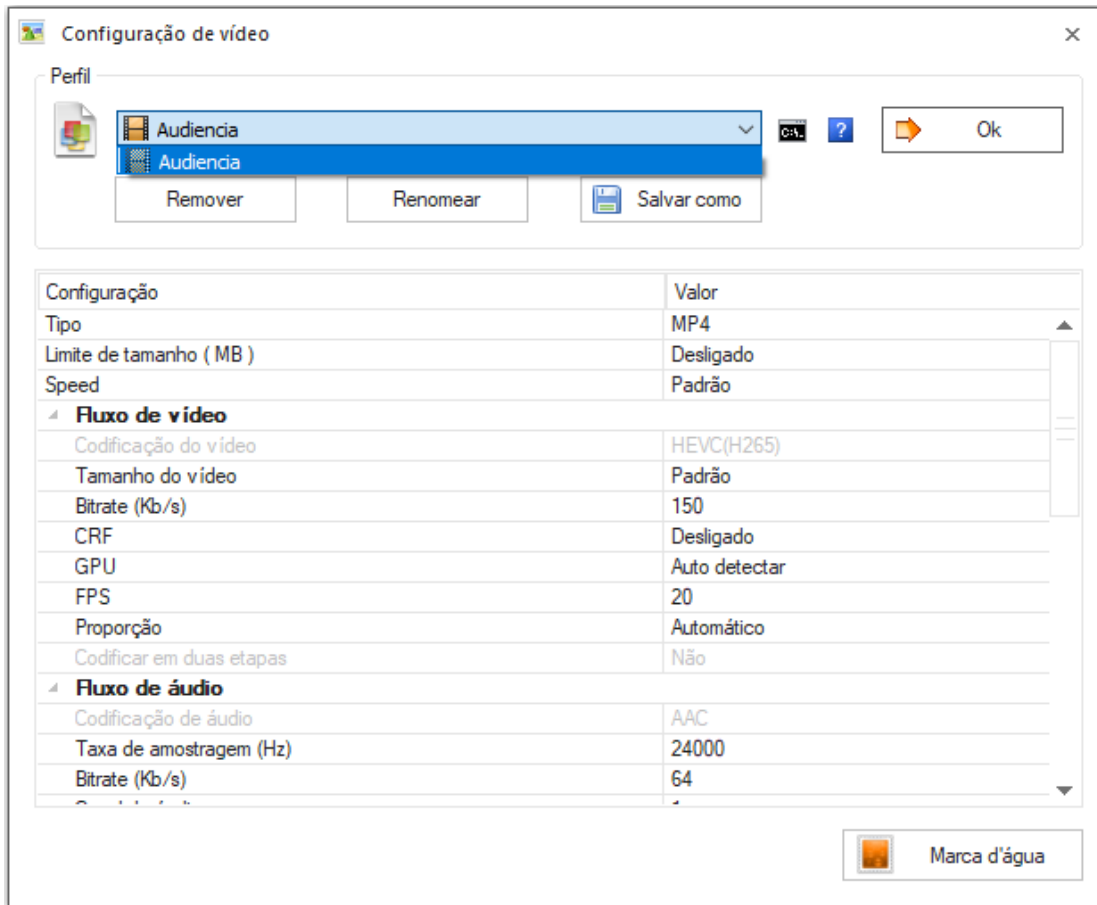 Configuração de vídeo
Perfil
Audiencia
C:\.
?
Ok
Audiencia
Remover
Renomear
Salvar como
Configuração Valor
Tipo MP4
Limite de tamanho ( MB ) Desligado
Speed Padrão
Fluxo de vídeo
Codificação do vídeo HEVC(H265)
Tamanho do vídeo Padrão
Bitrate (Kb/s) 150
CRF Desligado
GPU Auto detectar
FPS 20
Proporção Automático
Codificar em duas etapas Não
Fluxo de áudio
Codificação de áudio AAC
Taxa de amostragem (Hz) 24000
Bitrate (Kb/s) 64
Marca d'água